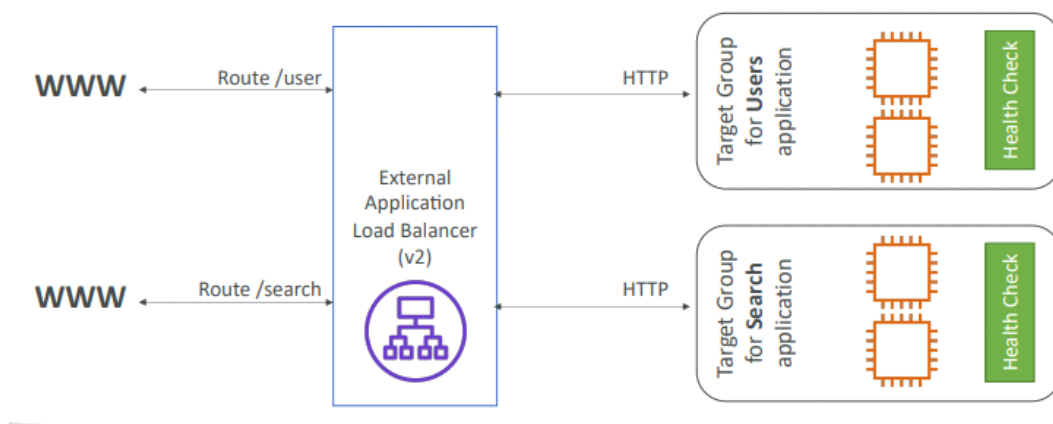 WWW
Route /user
HTTP
Target Group
for Users
application
Health Check
External
Application
Load Balancer
(v2)
WWW
Route /search
HTTP
Target Group
for Search
application
Health Check